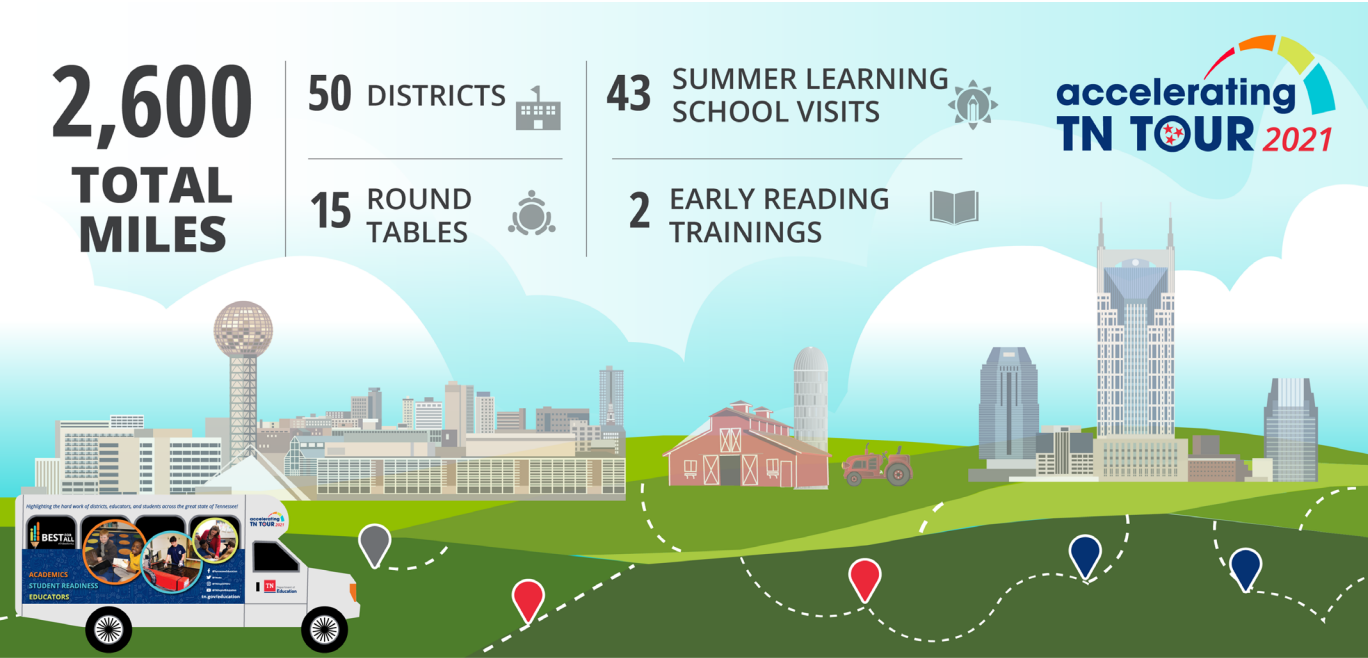 2,600
TOTAL
MILES
50 DISTRICTS
15 ROUND
TABLES
43 SUMMER LEARNING
SCHOOL VISITS
2 EARLY READING
TRAININGS
accelerating
TN TOUR 2021
Highlighting the hard work of districts, educators, and students across the great state of Tennessee!
BEST ALL
accelerating
TN TOUR 2021
ACADEMICS
STUDENT READINESS
EDUCATORS
tn.gov/education
TN
Education